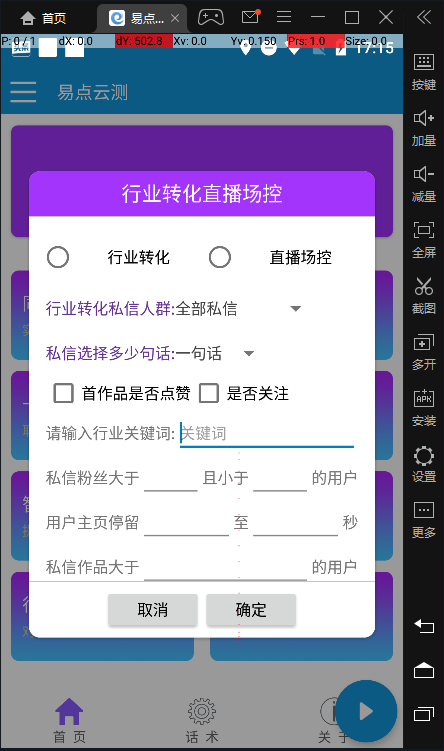 首页 易点...
P: 0 / 1 dX: 0.0 dY: 502.8 Xv: 0.0 Yv: 0.150 Prs: 1.0 Size: 0.0
17:15
易点云测
行业转化直播场控
行业转化 直播场控
行业转化私信人群:全部私信
私信选择多少句话:一句话
首作品是否点赞 是否关注
请输入行业关键词: 关键词
私信粉丝大于 且小于 的用户
用户主页停留 至 秒
私信作品大于 的用户
取消 确定
首 页 话 术 关 于
按键
加量
减量
全屏
截图
多开
APK
安装
设置
更多